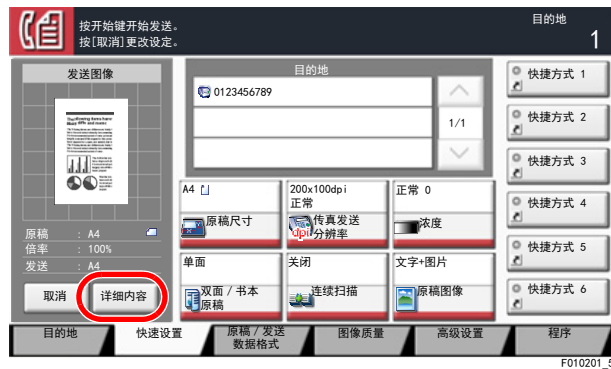 按开始键开始发送。
按[取消]更改设定。
目的地
1
发送图像
原稿 : A4
倍率 : 100%
发送 : A4
取消
详细内容
目的地
0123456789
1/1
A4
原稿尺寸
200x100dpi
正常
dpi
传真发送
分辨率
正常 0
浓度
单面
双面 / 书本
原稿
关闭
连续扫描
文字+图片
原稿图像
快捷方式 1
快捷方式 2
快捷方式 3
快捷方式 4
快捷方式 5
快捷方式 6
目的地
快速设置
原稿 / 发送
数据格式
图像质量
高级设置
程序